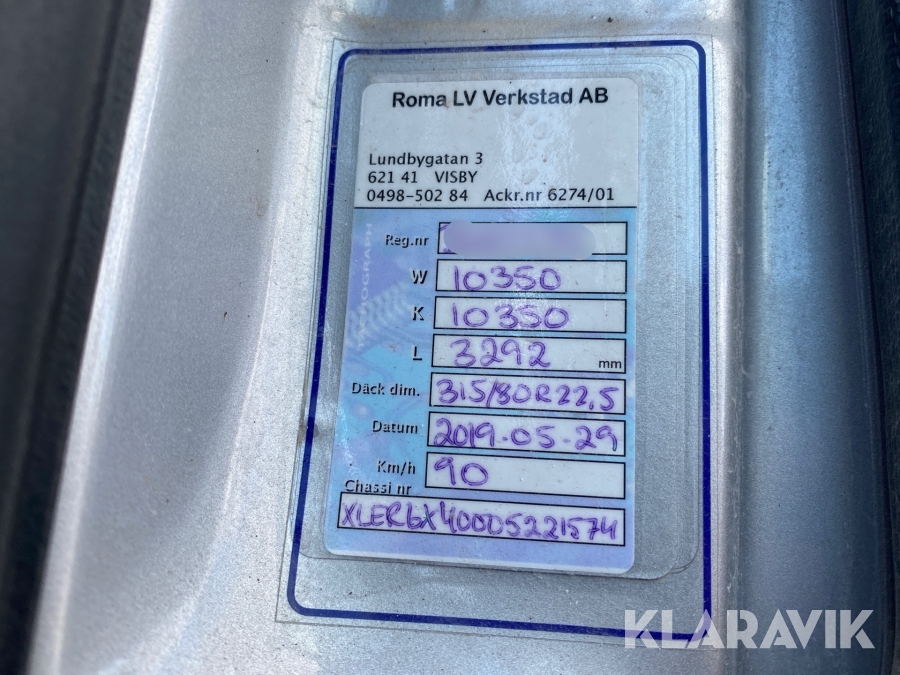 Roma LV Verkstad AB
Lundbygatan 3
621 41 VISBY
0498-502 84 Ackr.nr 6274/01
Reg.nr
W 10350
K 10350
L 3292 mm
Däck dim. 315/80R22,5
Datum 2019-05-29
Km/h 90
Chassi nr
XLER6X40005221574
KLARAVIK